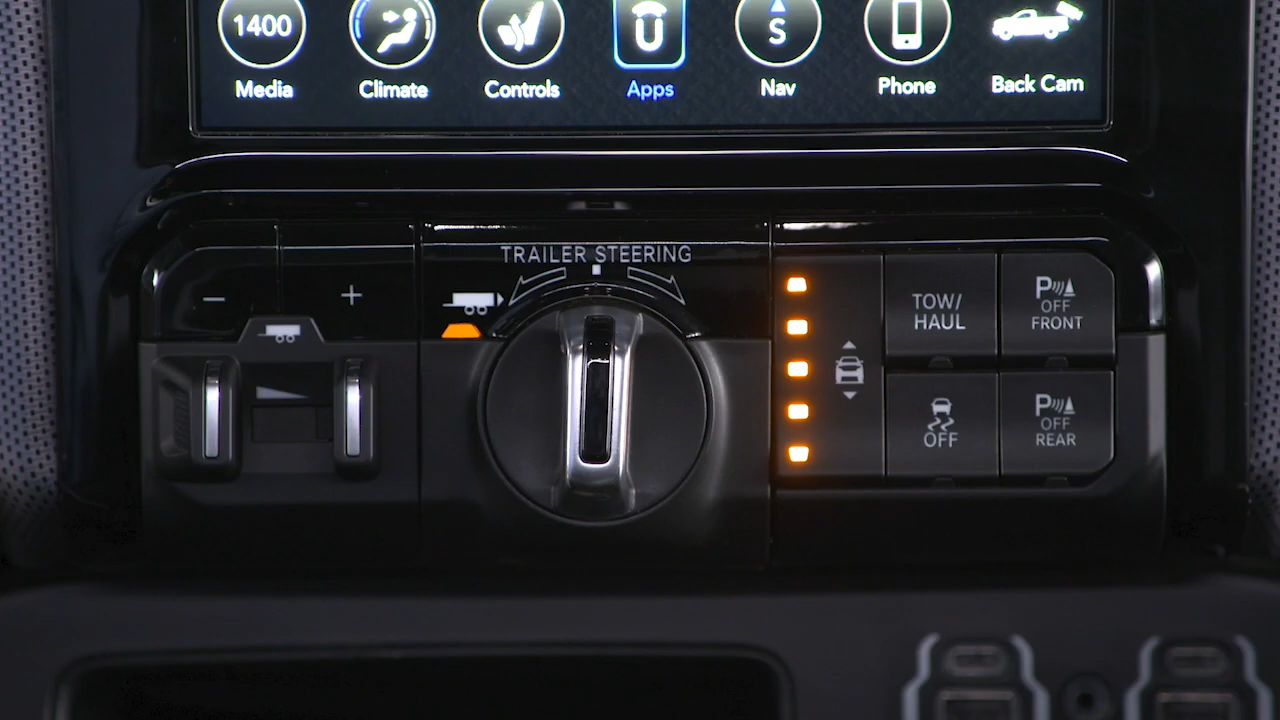 1400
S
Media
Climate
Controls
Apps
Nav
Phone
Back Cam
TRAILER STEERING
− +
TOW/
HAUL
P
OFF
FRONT
OFF
P
OFF
REAR